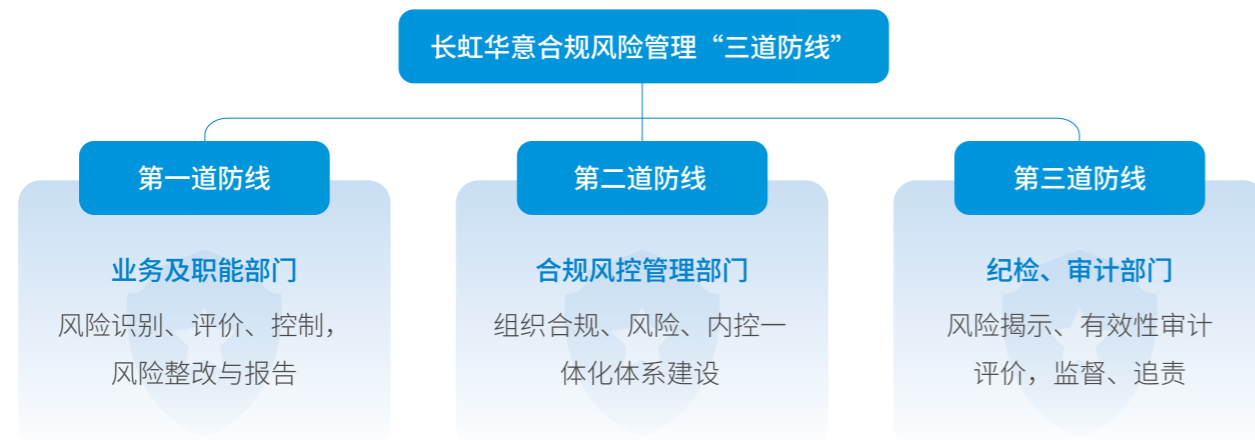 长虹华意合规风险管理“三道防线”
第一道防线
业务及职能部门
风险识别、评价、控制，
风险整改与报告
第二道防线
合规风控管理部门
组织合规、风险、内控一
体化体系建设
第三道防线
纪检、审计部门
风险揭示、有效性审计
评价，监督、追责